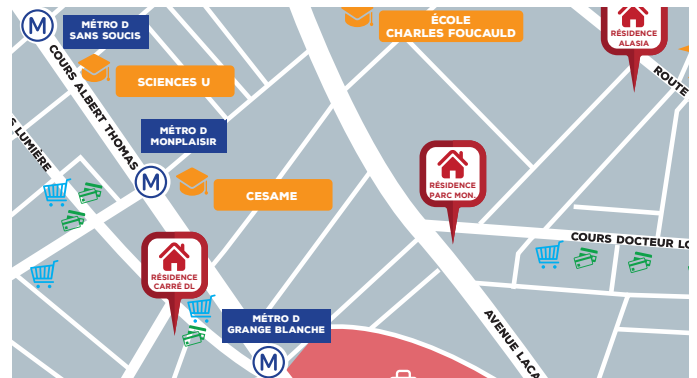 M
MÉTRO D
SANS SOUCIS
ÉCOLE
CHARLES FOUCAULD
RÉSIDENCE
ALASIA
ROUTE
SCIENCES U
COURS ALBERT THOMAS
LUMIÈRE
MÉTRO D
MONPLAISIR
M
CESAME
RÉSIDENCE
PARC MON.
COURS DOCTEUR
RÉSIDENCE
CARRÉ DL
MÉTRO D
GRANGE BLANCHE
M
AVENUE